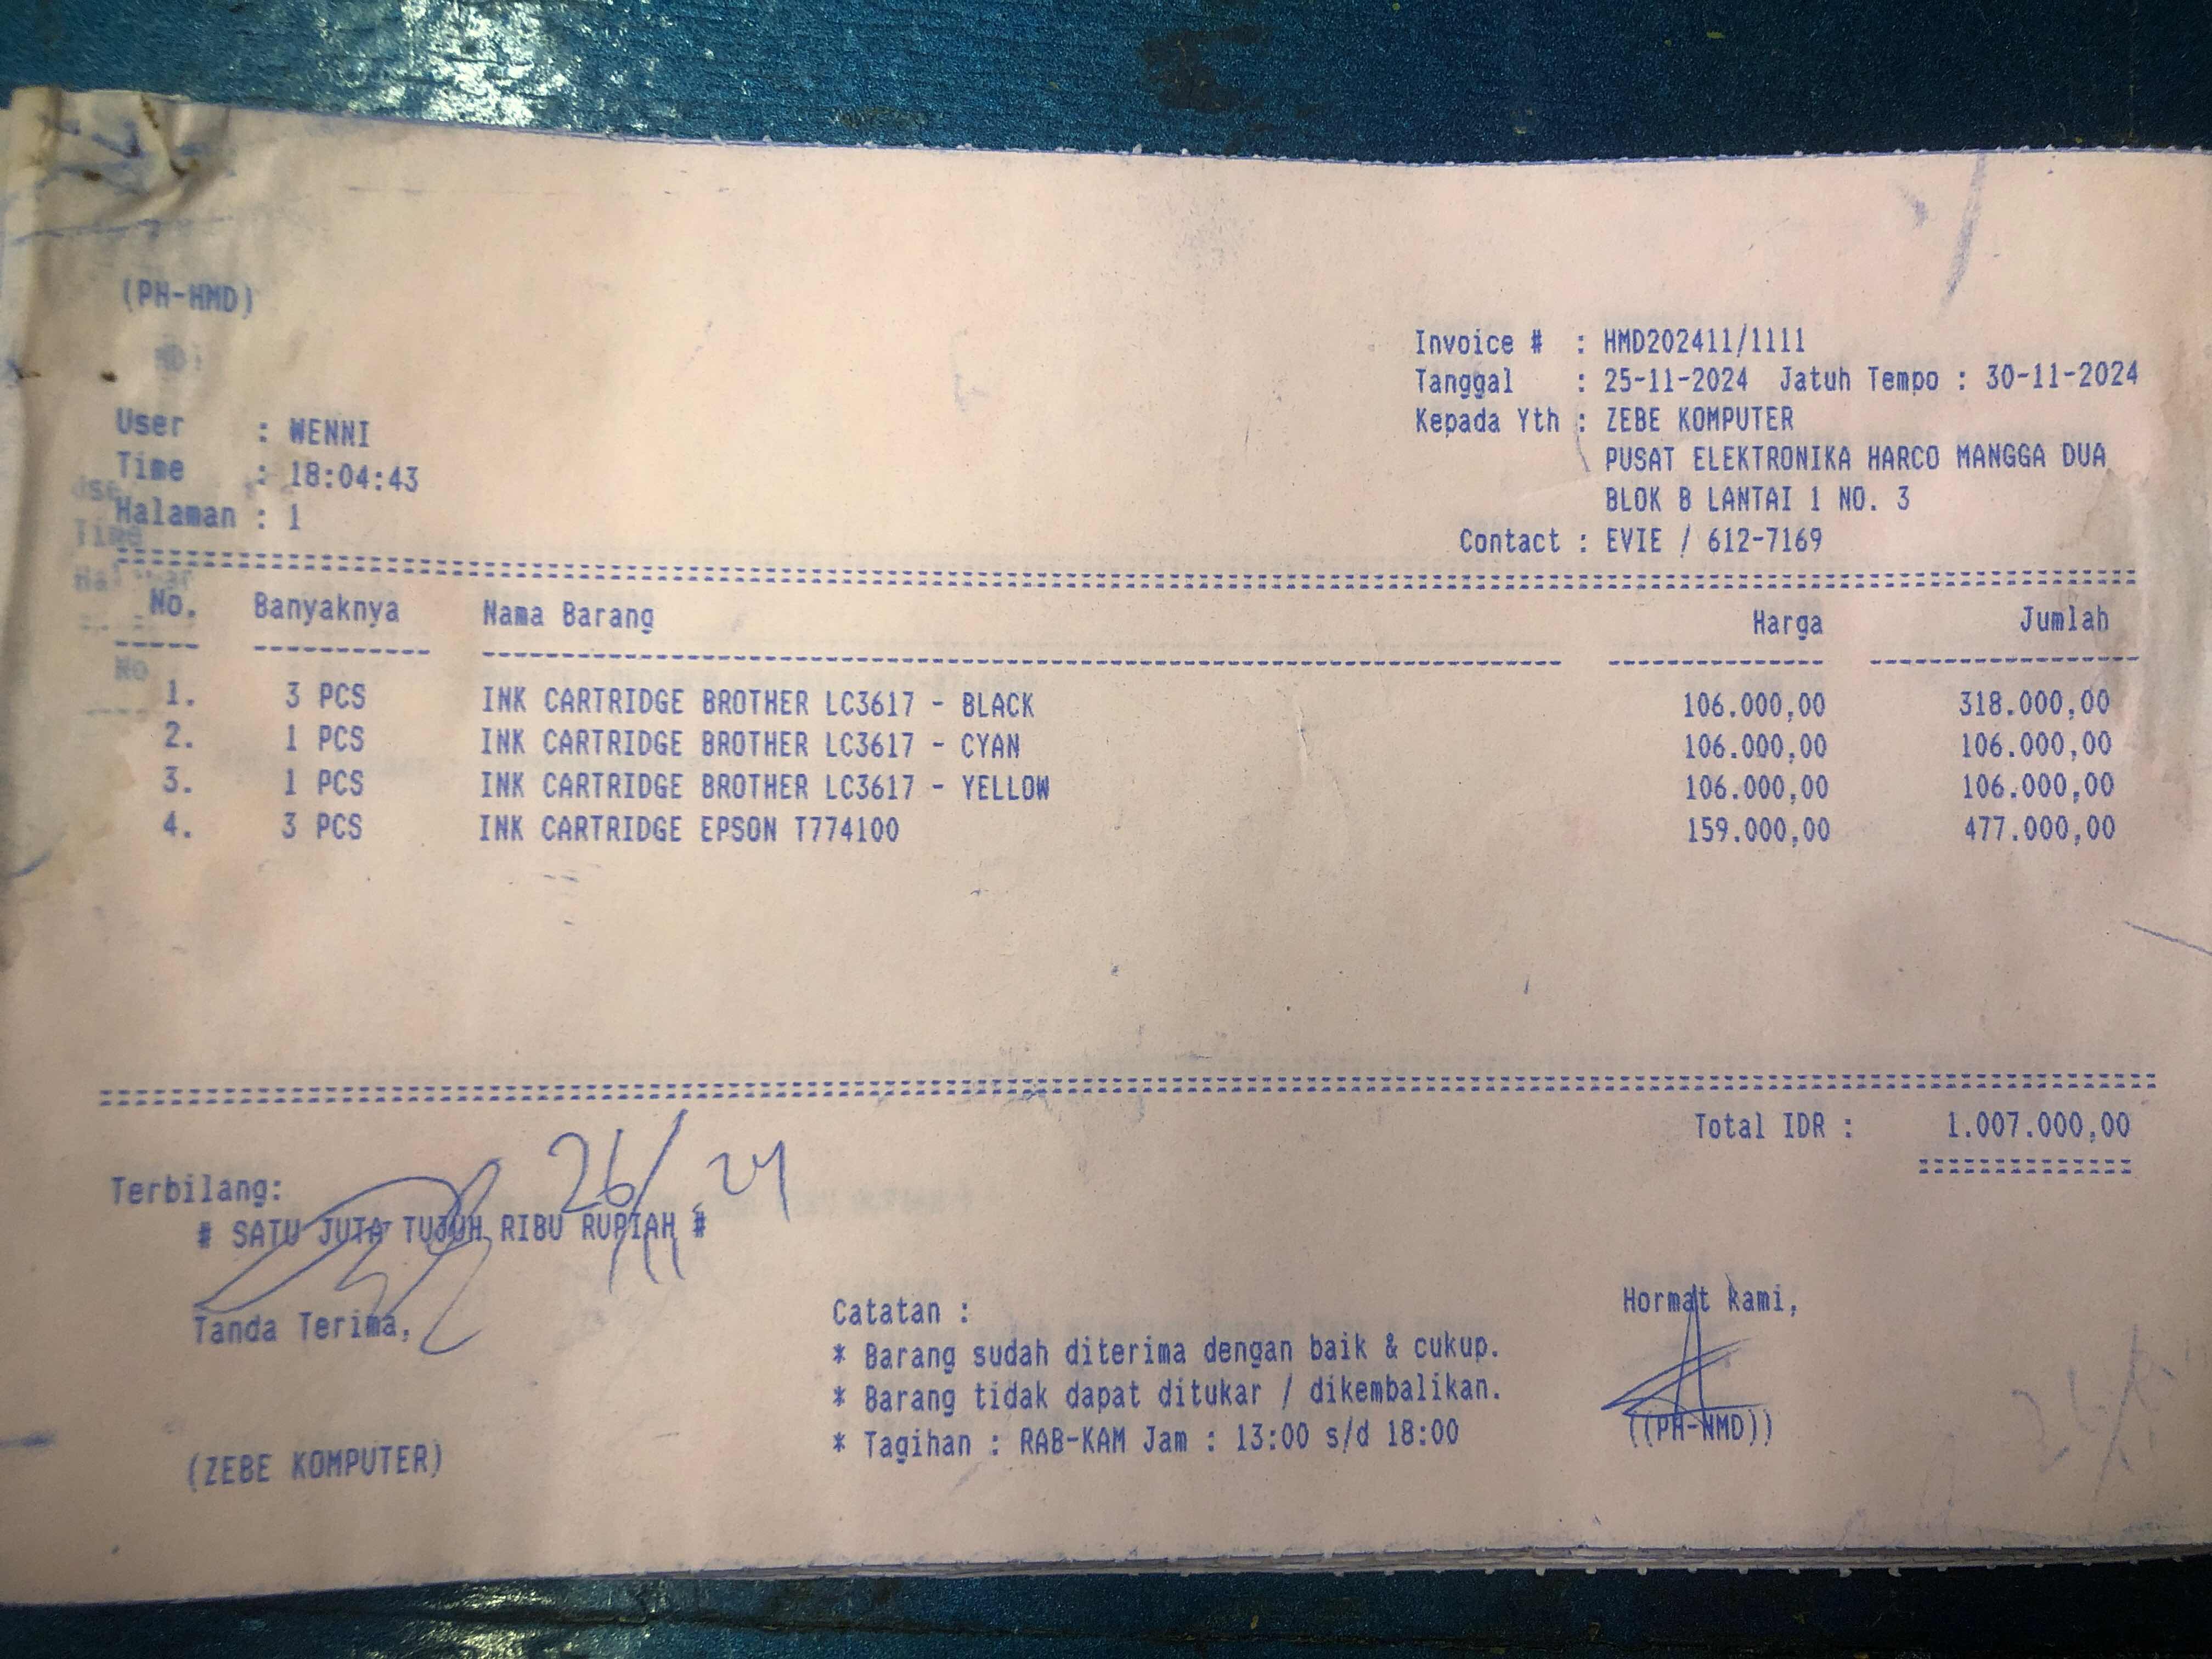 (PH-HMD)
Invoice # : HMD202411/1111
Tanggal : 25-11-2024 Jatuh Tempo : 30-11-2024
Kepada Yth : ZEBE KOMPUTER
PUSAT ELEKTRONIKA HARCO MANGGA DUA
BLOK B LANTAI 1 NO. 3
Contact : EVIE / 612-7169
User : WENNI
Time : 18:04:43
Halaman : 1
No. Banyaknya Nama Barang Harga Jumlah
1. 3 PCS INK CARTRIDGE BROTHER LC3617 - BLACK 106.000,00 318.000,00
2. 1 PCS INK CARTRIDGE BROTHER LC3617 - CYAN 106.000,00 106.000,00
3. 1 PCS INK CARTRIDGE BROTHER LC3617 - YELLOW 106.000,00 106.000,00
4. 3 PCS INK CARTRIDGE EPSON T774100 159.000,00 477.000,00
Total IDR : 1.007.000,00
26/11 24
Terbilang:
# SATU JUTA TUJUH RIBU RUPIAH #
Tanda Terima,
(ZEBE KOMPUTER)
Catatan :
* Barang sudah diterima dengan baik & cukup.
* Barang tidak dapat ditukar / dikembalikan.
* Tagihan : RAB-KAM Jam : 13:00 s/d 18:00
Hormat kami,
((PH-HMD))